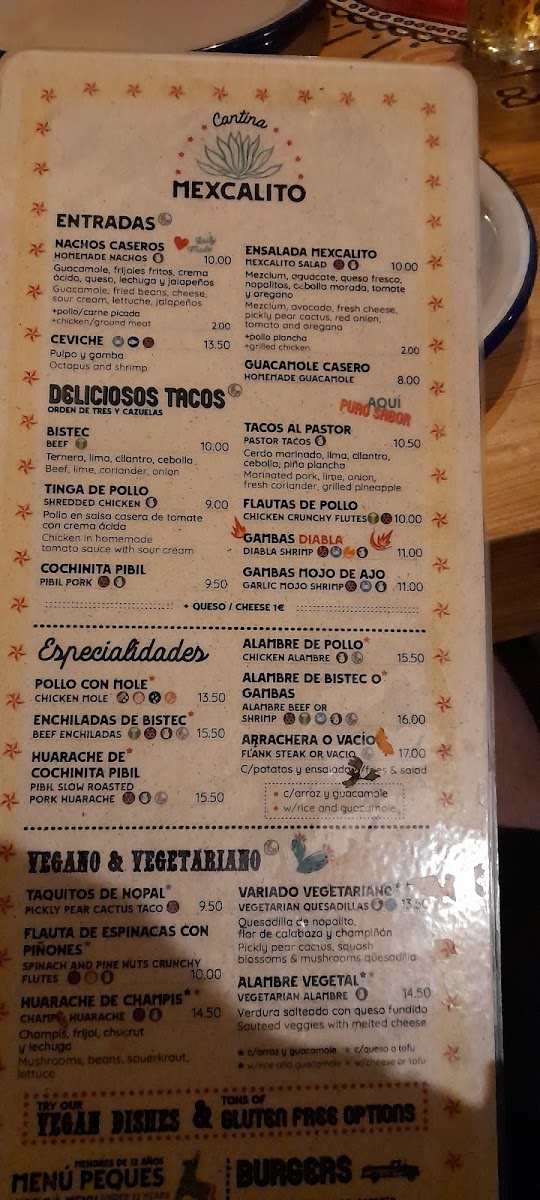 Cantina
MEXCALITO
ENTRADAS
NACHOS CASEROS
HOMEMADE NACHOS 10.00
Guacamole, frijoles fritos, crema
ácida, queso, lechuga y jalapeños
Guacamole, fried beans, cheese,
sour cream, lettuche, jalapeños
+pollo/carne picada
+chicken/ground meat 2.00
CEVICHE 13.50
Pulpo y gamba
Octopus and shrimp
ENSALADA MEXCALITO
MEXCALITO SALAD 10.00
Mezclum, aguacate, queso fresco,
nopalitos, cebolla morada, tomate
y oregano
Mezclum, avocado, fresh cheese,
pickly pear cactus, red onion,
tomato and oregano
+pollo plancha
+grilled chicken 2.00
GUACAMOLE CASERO
HOMEMADE GUACAMOLE 8.00
DELICIOSOS TACOS
ORDEN DE TRES Y CAZUELAS
AQUÍ
PURO SABOR
BISTEC
BEEF 10.00
Ternera, lima, cilantro, cebolla
Beef, lime, coriander, onion
TINGA DE POLLO
SHREDDED CHICKEN 9.00
Pollo en salsa casera de tomate
con crema ácida
Chicken in homemade
tomato sauce with sour cream
COCHINITA PIBIL
PIBIL PORK 9.50
TACOS AL PASTOR
PASTOR TACOS 10.50
Cerdo marinado, lima, cilantro,
cebolla, piña plancha
Marinated pork, lime, onion,
fresh coriander, grilled pineapple
FLAUTAS DE POLLO
CHICKEN CRUNCHY FLUTES 10.00
GAMBAS DIABLA
DIABLA SHRIMP 11.00
GAMBAS MOJO DE AJO
GARLIC MOJO SHRIMP 11.00
+ QUESO / CHEESE 1€
Especialidades
POLLO CON MOLE*
CHICKEN MOLE 13.50
ENCHILADAS DE BISTEC*
BEEF ENCHILADAS 15.50
HUARACHE DE*
COCHINITA PIBIL
PIBIL SLOW ROASTED
PORK HUARACHE 15.50
ALAMBRE DE POLLO*
CHICKEN ALAMBRE 15.50
ALAMBRE DE BISTEC O*
GAMBAS
ALAMBRE BEEF OR
SHRIMP 16.00
ARRACHERA O VACÍO
FLANK STEAK OR VACIO 17.00
C/patatas y ensalada w/fries & salad
* c/arroz y guacamole
* w/rice and guacamole
VEGANO & VEGETARIANO
TAQUITOS DE NOPAL*
PICKLY PEAR CACTUS TACO 9.50
FLAUTA DE ESPINACAS CON
PIÑONES*
SPINACH AND PINE NUTS CRUNCHY
FLUTES 10.00
HUARACHE DE CHAMPIS**
CHAMPI HUARACHE 14.50
Champis, frijol, chucrut
y lechuga
Mushrooms, beans, sauerkraut,
lettuce
VARIADO VEGETARIANO*
VEGETARIAN QUESADILLAS 13.50
Quesadilla de nopalito,
flor de calabaza y champiñón
Pickly pear cactus, squash
blossoms & mushrooms quesadilla
ALAMBRE VEGETAL**
VEGETARIAN ALAMBRE 14.50
Verdura salteada con queso fundido
Sauteed veggies with melted cheese
* c/arroz y guacamole * c/queso o tofu
* w/rice and guacamole * w/cheese or tofu
TRY OUR
VEGAN DISHES & TONS OF
GLUTEN FREE OPTIONS
MENORES DE 12 AÑOS
MENÚ PEQUES
BURGERS